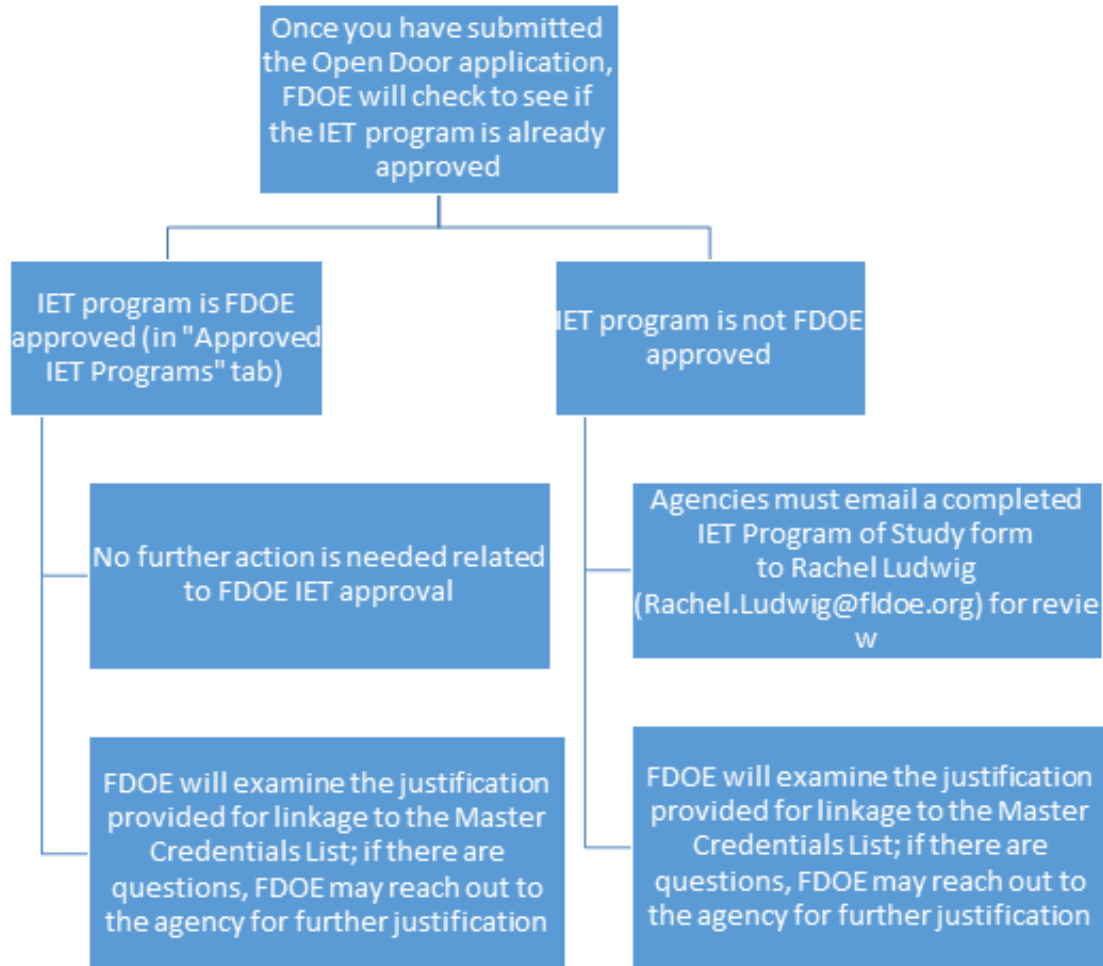 Once you have submitted
the Open Door application,
FDOE will check to see if
the IET program is already
approved
IET program is FDOE
approved (in "Approved
IET Programs" tab)
IET program is not FDOE
approved
No further action is needed related
to FDOE IET approval
Agencies must email a completed
IET Program of Study form
to Rachel Ludwig
(Rachel.Ludwig@fldoe.org) for revie
w
FDOE will examine the justification
provided for linkage to the Master
Credentials List; if there are
questions, FDOE may reach out to
the agency for further justification
FDOE will examine the justification
provided for linkage to the Master
Credentials List; if there are
questions, FDOE may reach out to
the agency for further justification